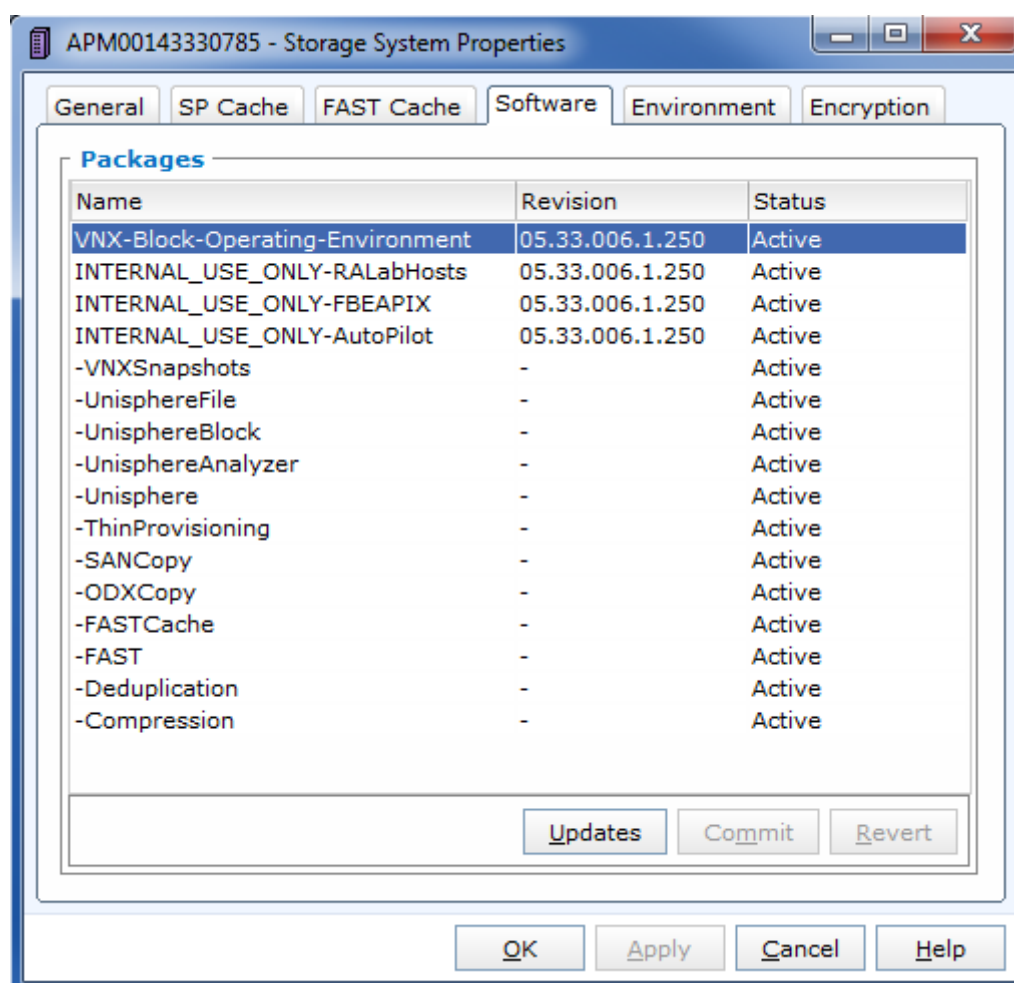 APM00143330785 - Storage System Properties
General SP Cache FAST Cache Software Environment Encryption
Packages
Name Revision Status
VNX-Block-Operating-Environment 05.33.006.1.250 Active
INTERNAL_USE_ONLY-RALabHosts 05.33.006.1.250 Active
INTERNAL_USE_ONLY-FBEAPIX 05.33.006.1.250 Active
INTERNAL_USE_ONLY-AutoPilot 05.33.006.1.250 Active
-VNXSnapshots - Active
-UnisphereFile - Active
-UnisphereBlock - Active
-UnisphereAnalyzer - Active
-Unisphere - Active
-ThinProvisioning - Active
-SANCopy - Active
-ODXCopy - Active
-FASTCache - Active
-FAST - Active
-Deduplication - Active
-Compression - Active
Updates Commit Revert
OK Apply Cancel Help